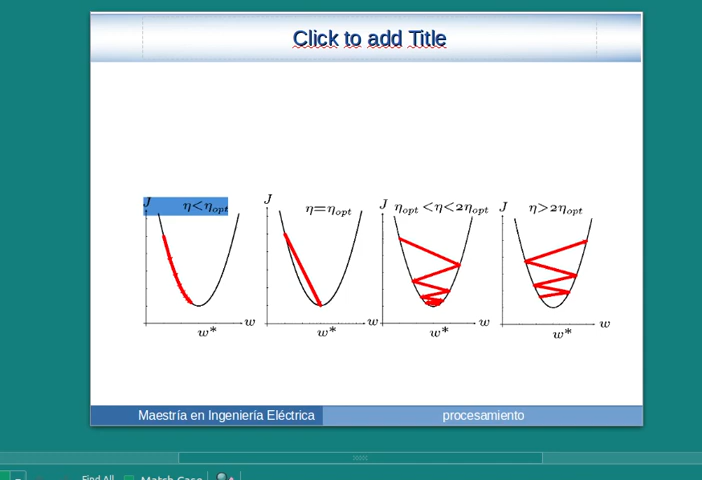 Click to add Title
J η<η_opt J η=η_opt J η_opt <η<2η_opt J η>2η_opt
w w w w
w* w* w* w*
Maestría en Ingeniería Eléctrica procesamiento
Find All Match Case